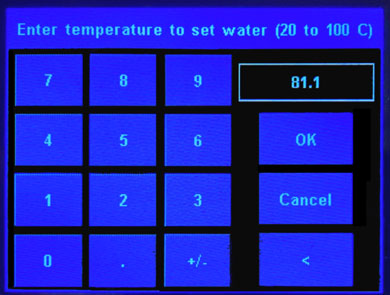 Enter temperature to set water (20 to 100 C)
7 8 9 81.1
4 5 6 OK
1 2 3 Cancel
0 . +/- <